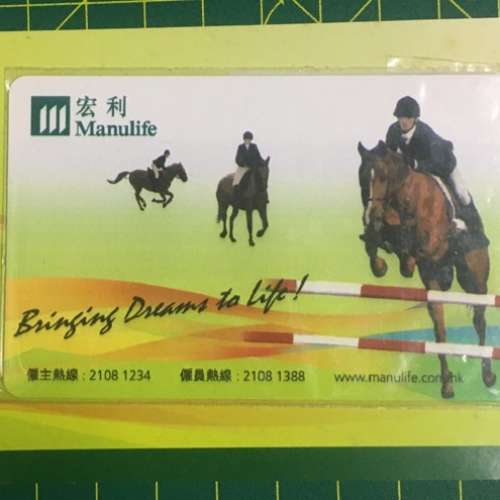 宏利
Manulife
Bringing Dreams to Life!
僱主熱線 : 2108 1234 僱員熱線 : 2108 1388 www.manulife.com.hk